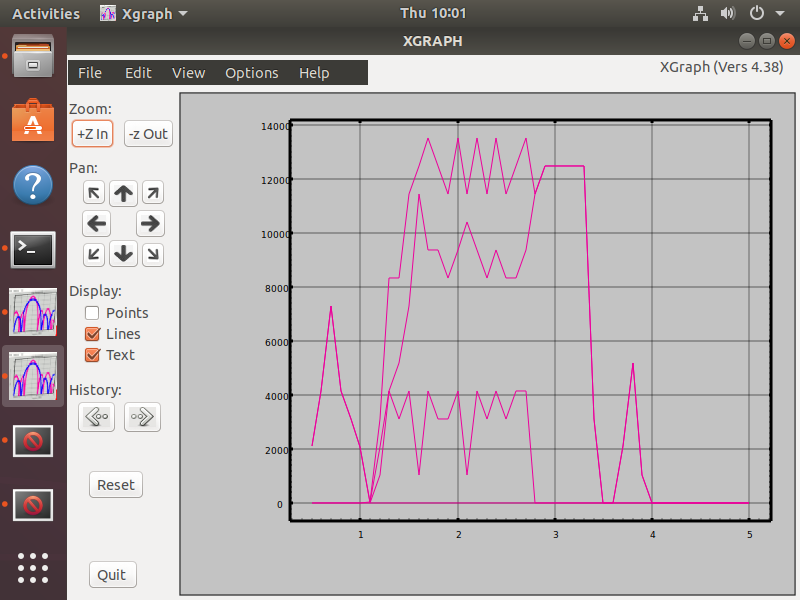 Activities
Xgraph
Thu 10:01
XGRAPH
File Edit View Options Help
XGraph (Vers 4.38)
Zoom:
+Z In
-z Out
Pan:
Display:
Points
Lines
Text
History:
Reset
Quit
14000
12000
10000
8000
6000
4000
2000
0
1 2 3 4 5